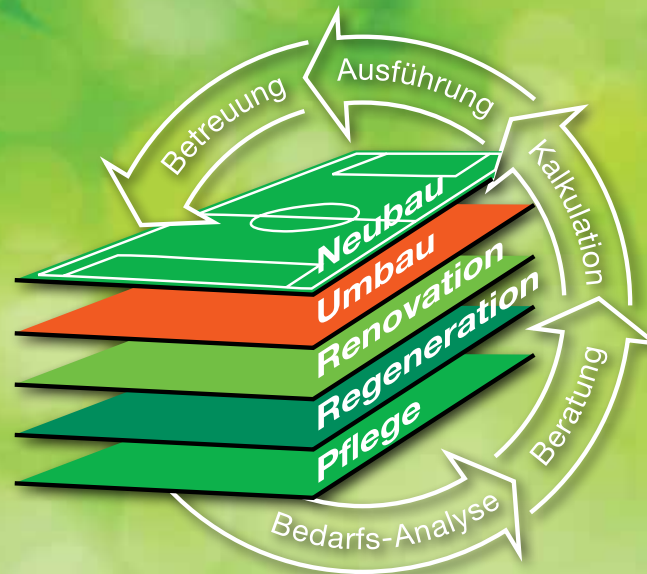 Ausführung
Betreuung
Kalkulation
Neubau
Umbau
Renovation
Regeneration
Pflege
Beratung
Bedarfs-Analyse